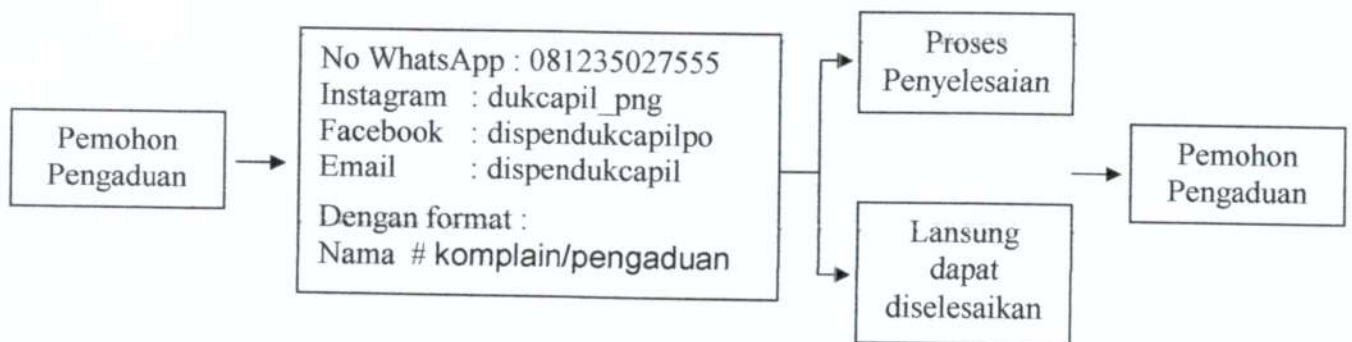 Pemohon
Pengaduan
No WhatsApp : 081235027555
Instagram : dukcapil_png
Facebook : dispendukcapilpo
Email : dispendukcapil
Dengan format :
Nama # komplain/pengaduan
Proses
Penyelesaian
Lansung
dapat
diselesaikan
Pemohon
Pengaduan